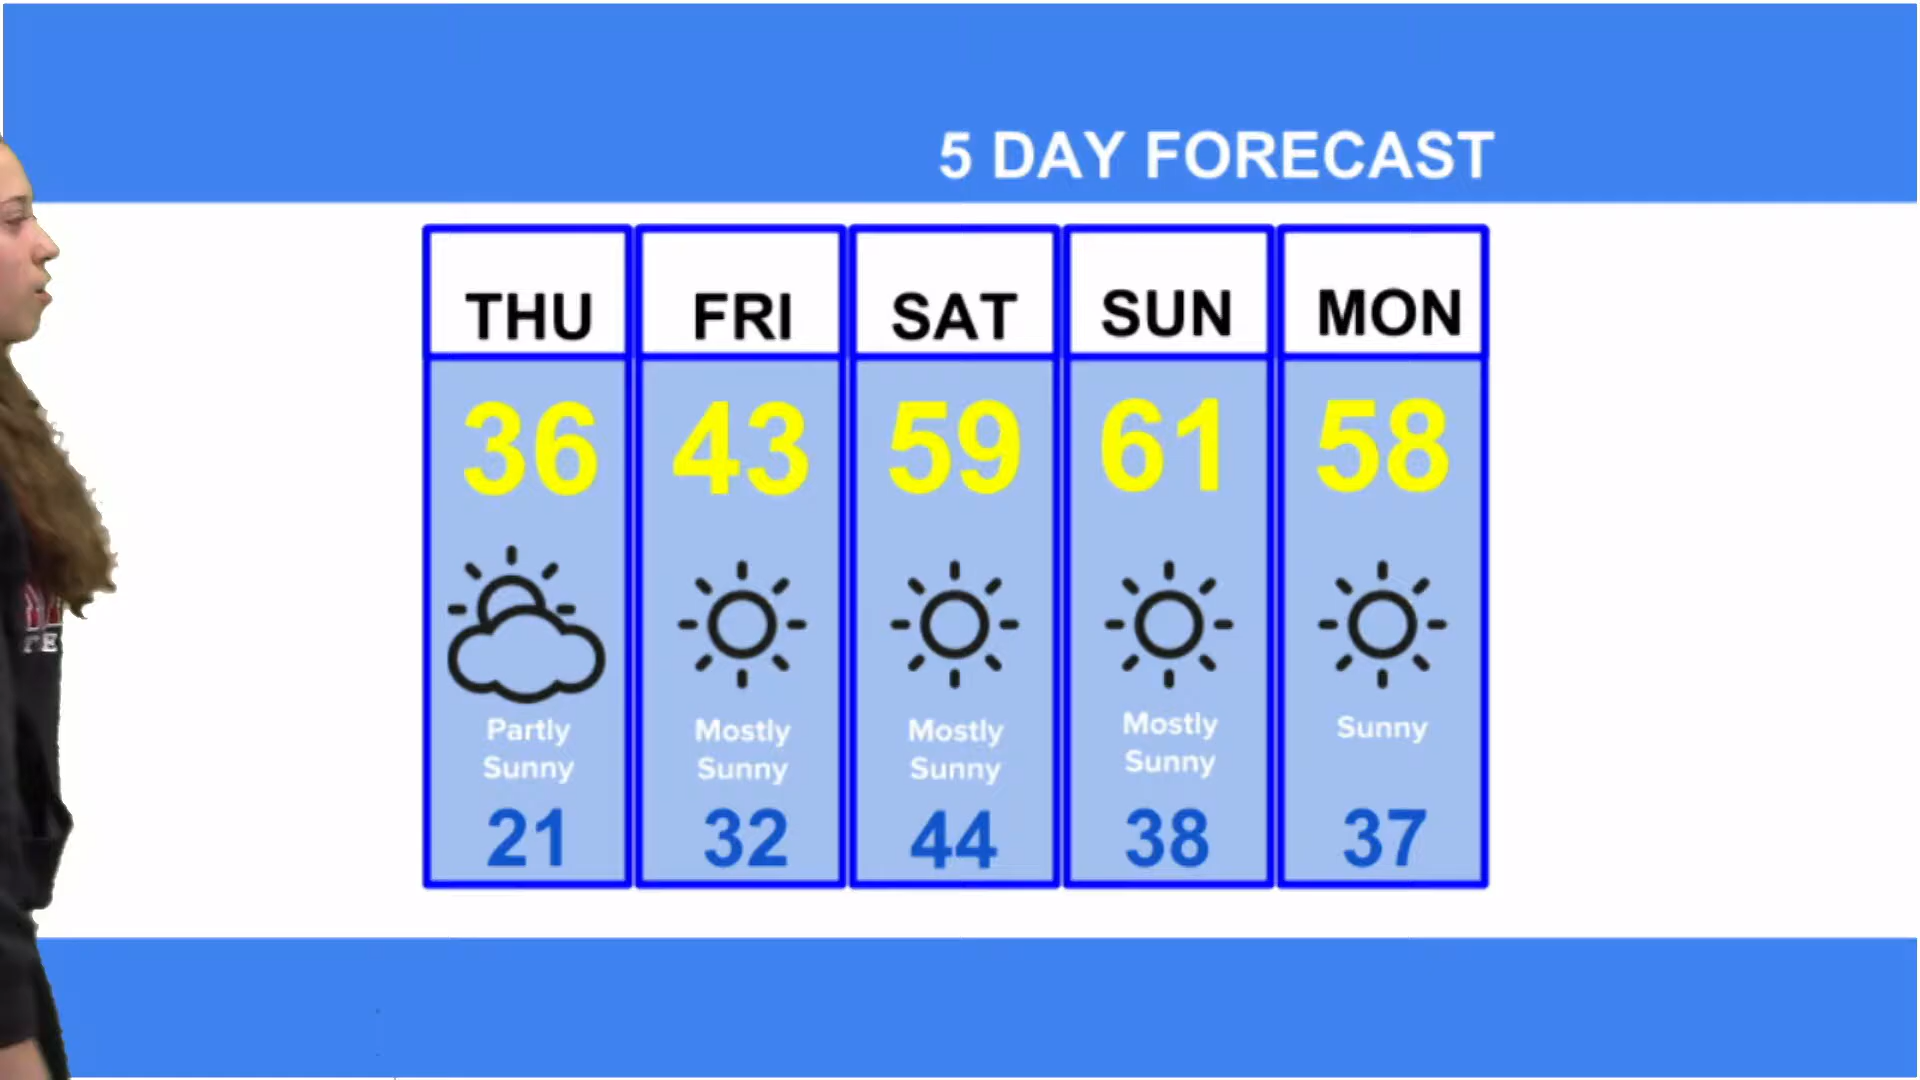 5 DAY FORECAST
THU FRI SAT SUN MON
36 43 59 61 58
Partly Sunny
Mostly Sunny
Mostly Sunny
Mostly Sunny
Sunny
21 32 44 38 37